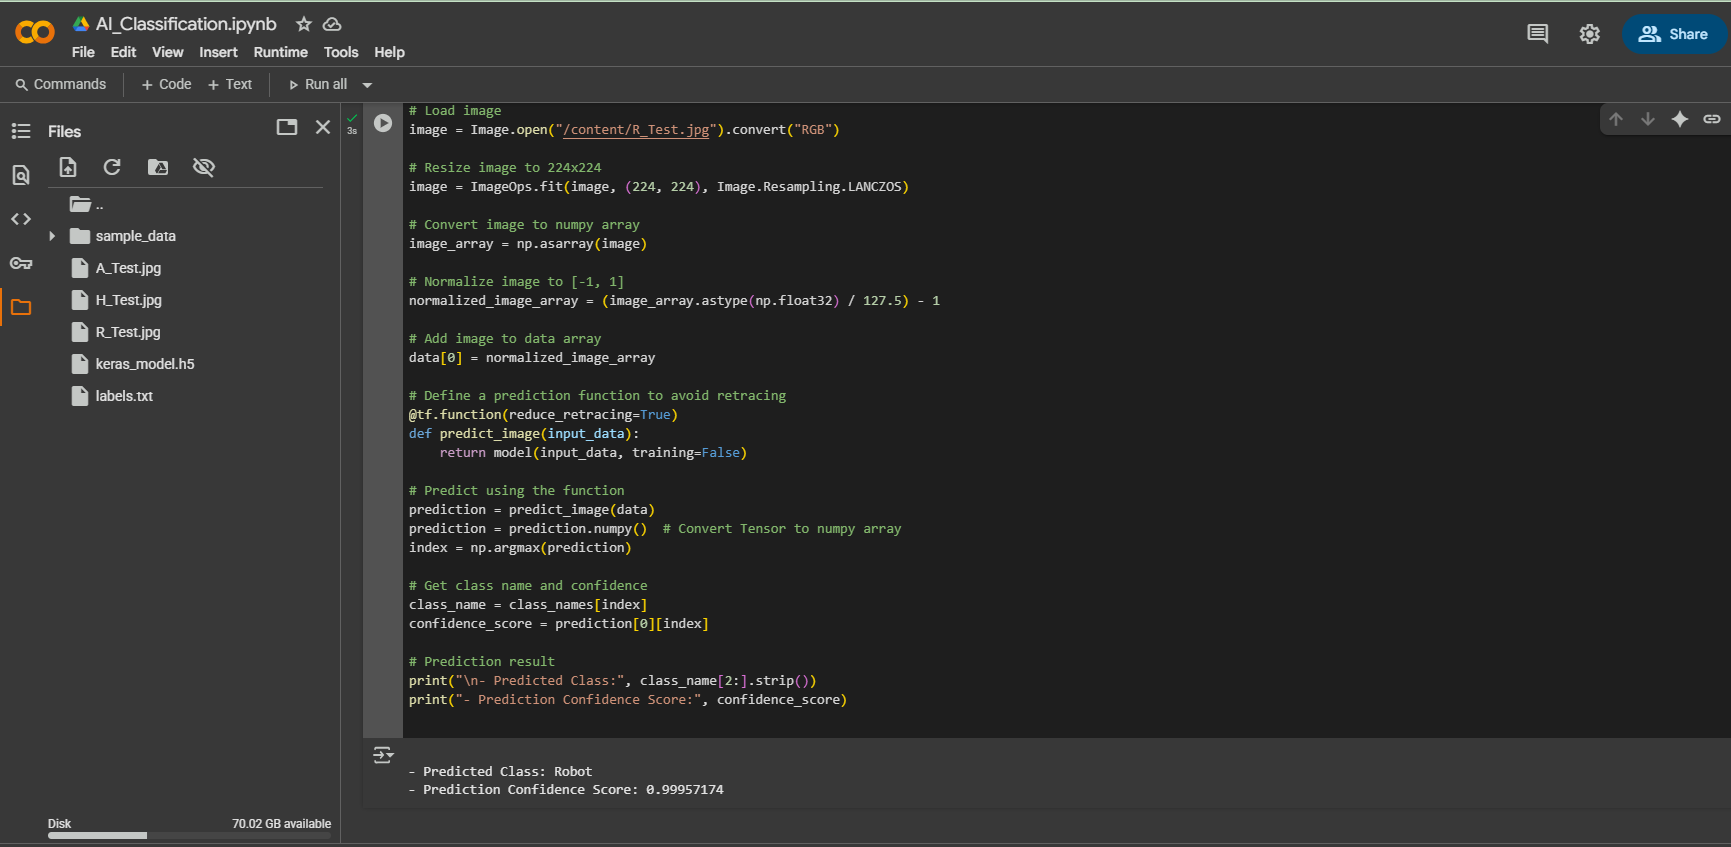 AI_Classification.ipynb
File Edit View Insert Runtime Tools Help
Share
Commands + Code + Text Run all
Files
..
sample_data
A_Test.jpg
H_Test.jpg
R_Test.jpg
keras_model.h5
labels.txt
Disk 70.02 GB available
3s
# Load image
image = Image.open("/content/R_Test.jpg").convert("RGB")

# Resize image to 224x224
image = ImageOps.fit(image, (224, 224), Image.Resampling.LANCZOS)

# Convert image to numpy array
image_array = np.asarray(image)

# Normalize image to [-1, 1]
normalized_image_array = (image_array.astype(np.float32) / 127.5) - 1

# Add image to data array
data[0] = normalized_image_array

# Define a prediction function to avoid retracing
@tf.function(reduce_retracing=True)
def predict_image(input_data):
    return model(input_data, training=False)

# Predict using the function
prediction = predict_image(data)
prediction = prediction.numpy()  # Convert Tensor to numpy array
index = np.argmax(prediction)

# Get class name and confidence
class_name = class_names[index]
confidence_score = prediction[0][index]

# Prediction result
print("\n- Predicted Class:", class_name[2:].strip())
print("- Prediction Confidence Score:", confidence_score)

- Predicted Class: Robot
- Prediction Confidence Score: 0.99957174